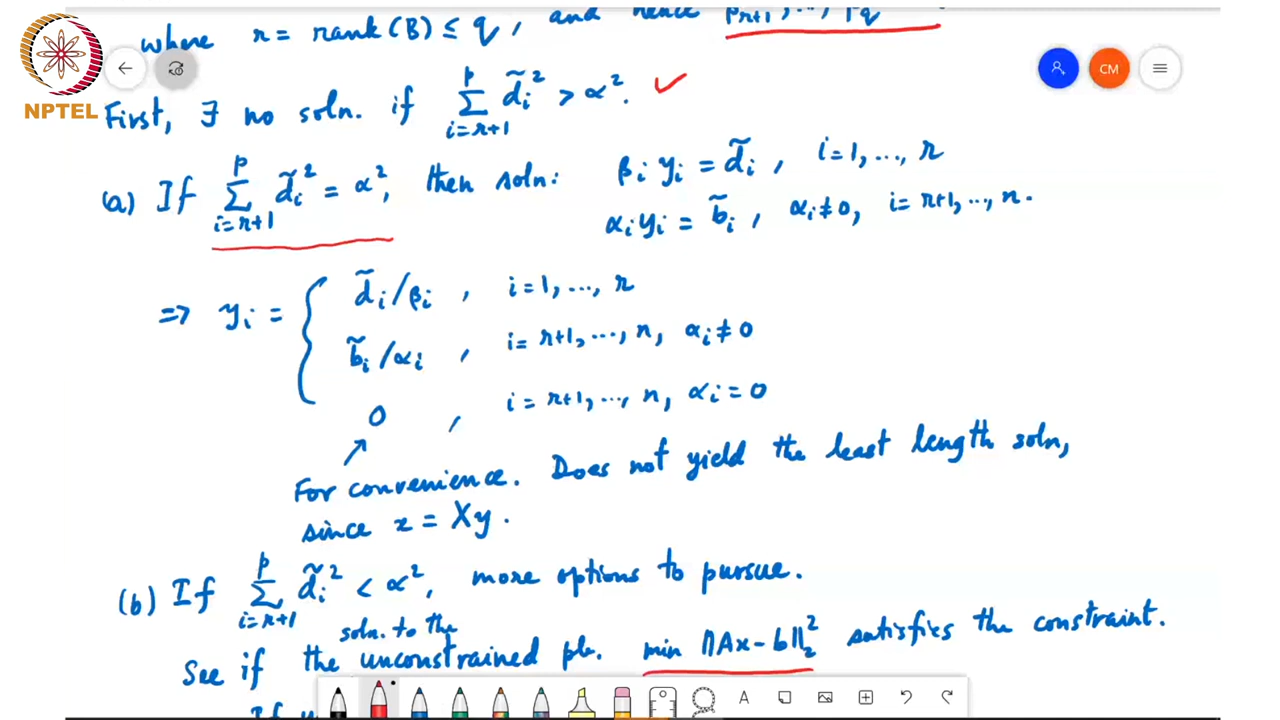 where r = rank(B) ≤ q, and hence β_{r+1}, ..., β_q
NPTEL
CM
First, ∃ no soln. if ∑_{i=r+1}^{p} d̃_i² > α². ✓
(a) If ∑_{i=r+1}^{p} d̃_i² = α², then soln: β_i y_i = d̃_i, i=1, ..., r
α_i y_i = b̃_i, α_i ≠ 0, i = r+1, ..., n.
⇒ y_i = { d̃_i/β_i, i=1, ..., r
b̃_i/α_i, i = r+1, ..., n, α_i ≠ 0
0, i = r+1, ..., n, α_i = 0
For convenience. Does not yield the least length soln,
since x = Xy.
(b) If ∑_{i=r+1}^{p} d̃_i² < α², more options to pursue.
soln. to the
See if the unconstrained pb. min ||Ax-b||₂² satisfies the constraint.
If
A